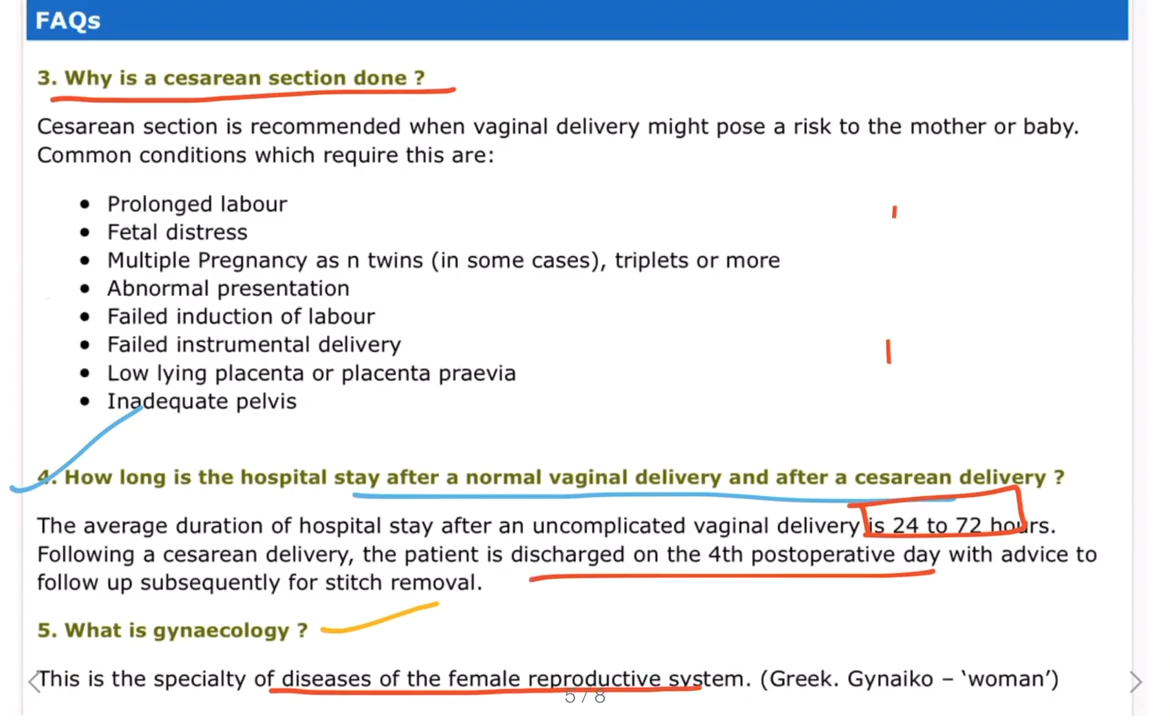 FAQs
3. Why is a cesarean section done ?
Cesarean section is recommended when vaginal delivery might pose a risk to the mother or baby.
Common conditions which require this are:
• Prolonged labour
• Fetal distress
• Multiple Pregnancy as n twins (in some cases), triplets or more
• Abnormal presentation
• Failed induction of labour
• Failed instrumental delivery
• Low lying placenta or placenta praevia
• Inadequate pelvis
4. How long is the hospital stay after a normal vaginal delivery and after a cesarean delivery ?
The average duration of hospital stay after an uncomplicated vaginal delivery is 24 to 72 hours.
Following a cesarean delivery, the patient is discharged on the 4th postoperative day with advice to
follow up subsequently for stitch removal.
5. What is gynaecology ?
This is the specialty of diseases of the female reproductive system. (Greek. Gynaiko – ‘woman’)
5 / 8